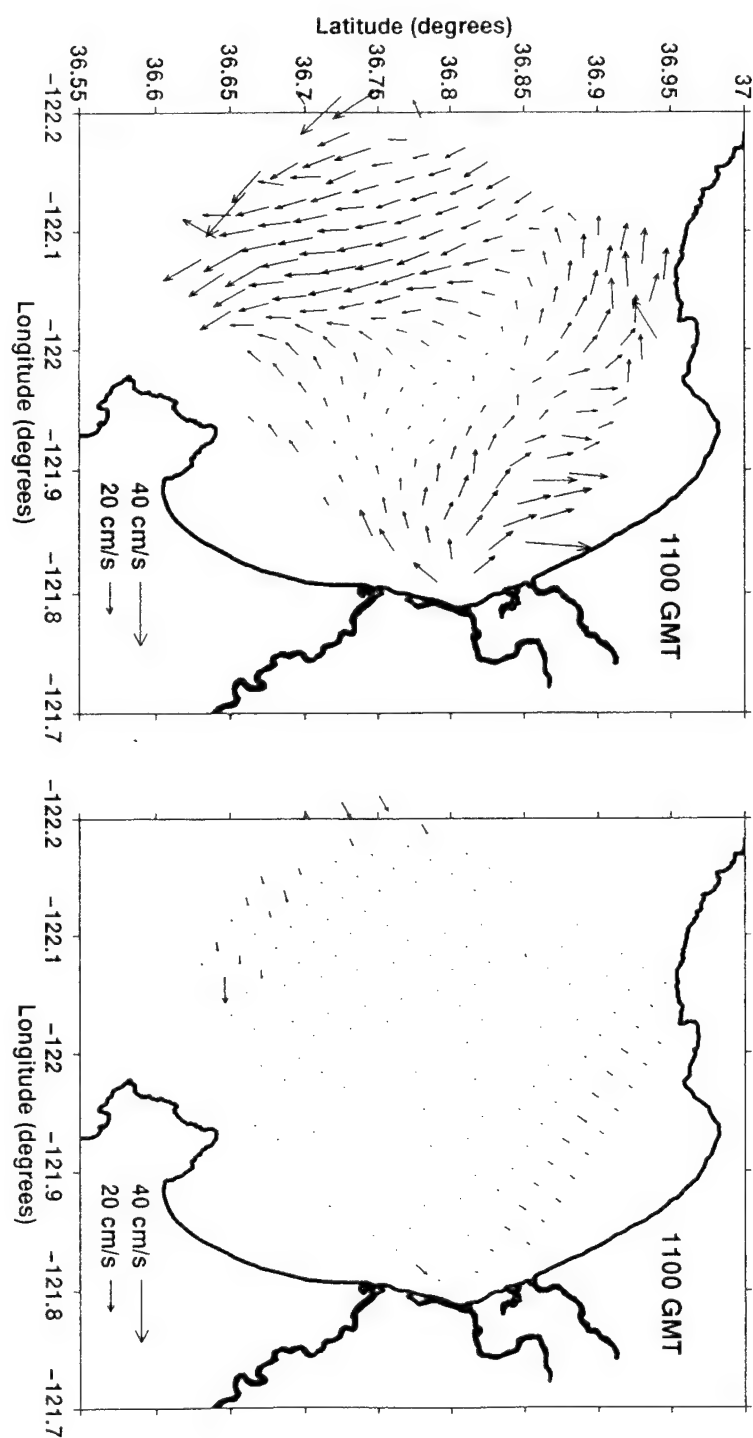 Latitude (degrees)
36.55
36.6
36.65
36.7
36.75
36.8
36.85
36.9
36.95
37
-122.2
-122.1
-122
-121.9
-121.8
-121.7
Longitude (degrees)
1100 GMT
40 cm/s
20 cm/s
-122.2
-122.1
-122
-121.9
-121.8
-121.7
Longitude (degrees)
1100 GMT
40 cm/s
20 cm/s